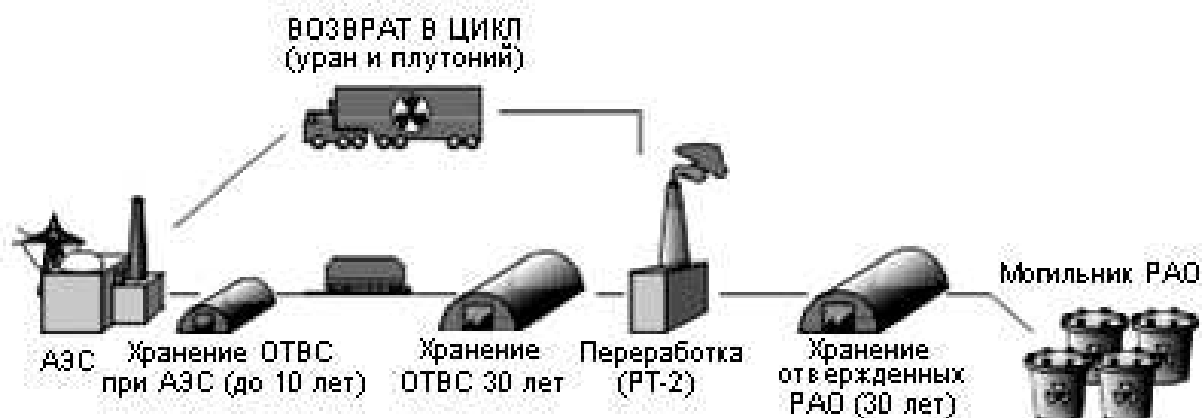 ВОЗВРАТ В ЦИКЛ
(уран и плутоний)
АЭС
Хранение ОТВС
при АЭС (до 10 лет)
Хранение
ОТВС 30 лет
Переработка
(РТ-2)
Хранение
отвержденных
РАО (30 лет)
Могильник РАО